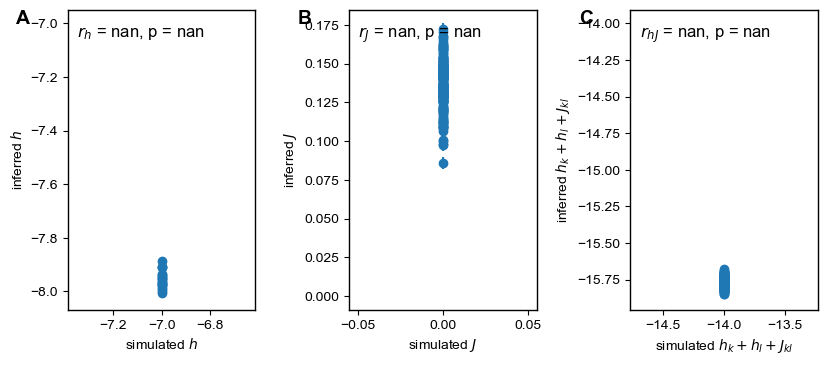 A
r_h = nan, p = nan
−7.0
−7.2
−7.4
−7.6
−7.8
−8.0
inferred h
−7.2
−7.0
−6.8
simulated h
B
r_J = nan, p = nan
0.175
0.150
0.125
0.100
0.075
0.050
0.025
0.000
inferred J
−0.05
0.00
0.05
simulated J
C
r_hJ = nan, p = nan
−14.00
−14.25
−14.50
−14.75
−15.00
−15.25
−15.50
−15.75
inferred h_k + h_l + J_kl
−14.5
−14.0
−13.5
simulated h_k + h_l + J_kl